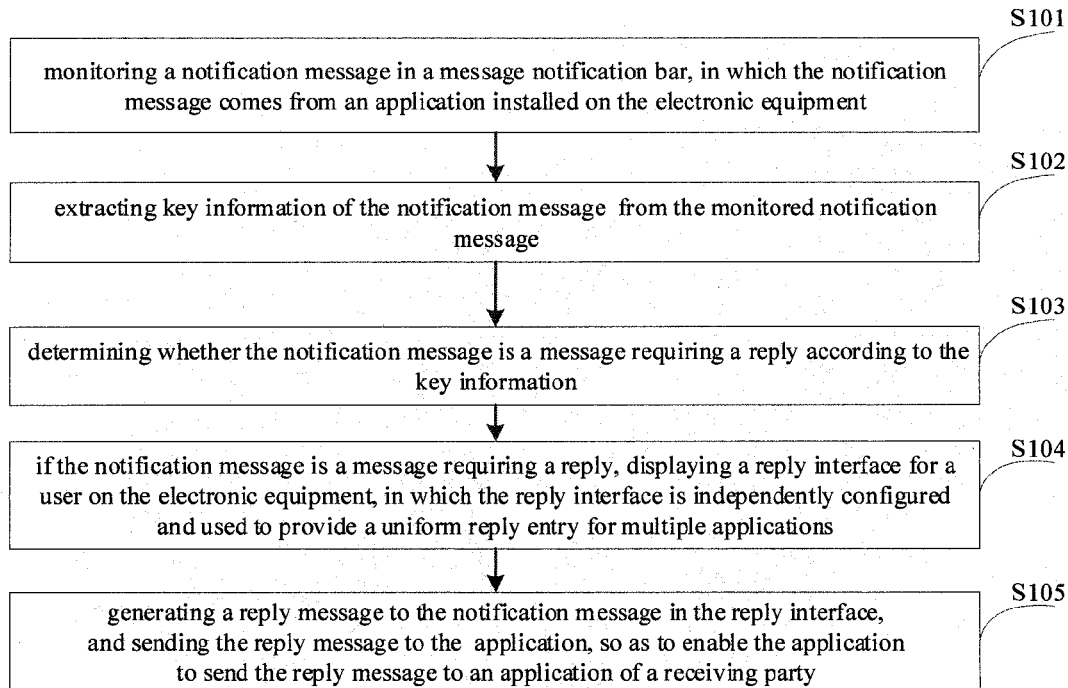 S101
monitoring a notification message in a message notification bar, in which the notification
message comes from an application installed on the electronic equipment
S102
extracting key information of the notification message from the monitored notification
message
S103
determining whether the notification message is a message requiring a reply according to the
key information
S104
if the notification message is a message requiring a reply, displaying a reply interface for a
user on the electronic equipment, in which the reply interface is independently configured
and used to provide a uniform reply entry for multiple applications
S105
generating a reply message to the notification message in the reply interface,
and sending the reply message to the application, so as to enable the application
to send the reply message to an application of a receiving party